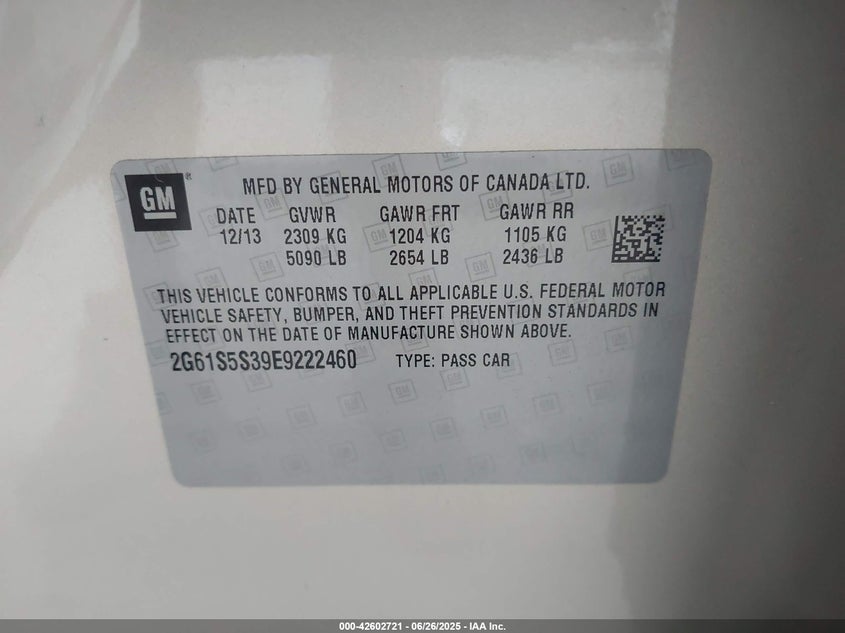 GM ®
MFD BY GENERAL MOTORS OF CANADA LTD.
DATE GVWR GAWR FRT GAWR RR
12/13 2309 KG 1204 KG 1105 KG
5090 LB 2654 LB 2436 LB
THIS VEHICLE CONFORMS TO ALL APPLICABLE U.S. FEDERAL MOTOR
VEHICLE SAFETY, BUMPER, AND THEFT PREVENTION STANDARDS IN
EFFECT ON THE DATE OF MANUFACTURE SHOWN ABOVE.
2G61S5S39E9222460 TYPE: PASS CAR
000-42602721 - 06/26/2025 - IAA Inc.